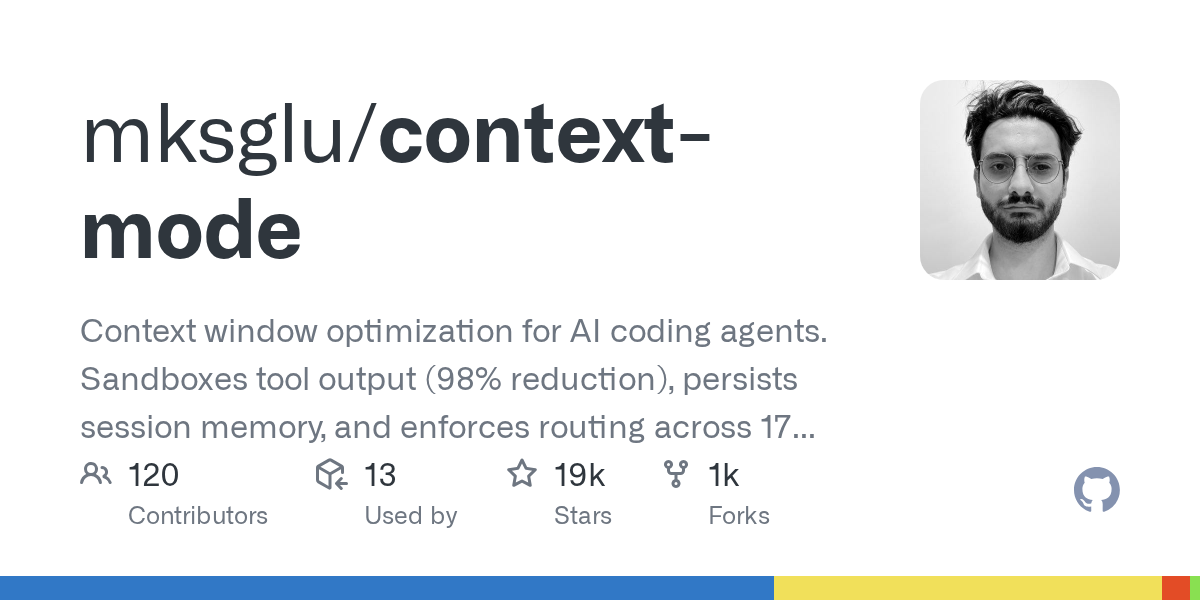 mksglu/context-
mode
Context window optimization for AI coding agents.
Sandboxes tool output (98% reduction), persists
session memory, and enforces routing across 17...
120 13 19k 1k
Contributors Used by Stars Forks